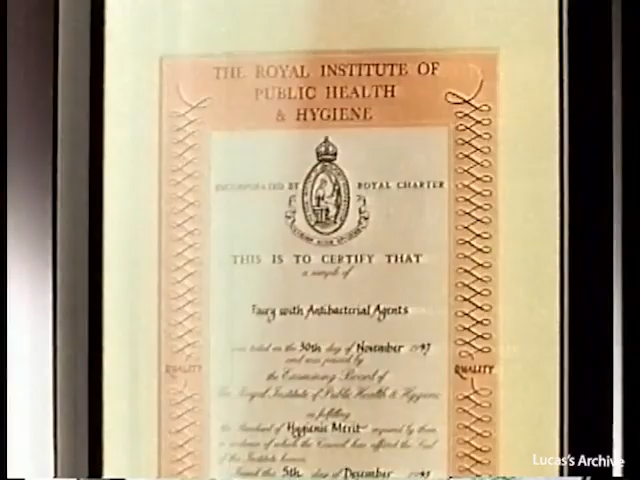 THE ROYAL INSTITUTE OF
PUBLIC HEALTH
& HYGIENE
INCORPORATED BY ROYAL CHARTER
THIS IS TO CERTIFY THAT
a sample of
Fairy with Antibacterial Agents
was tested on the 30th day of November 1997
and was passed by
the Examining Board of
the Royal Institute of Public Health & Hygiene
QUALITY QUALITY
as fulfilling
the Standard of Hygienic Merit required by them
in evidence of which the Council have affixed the Seal
of the Institute hereon.
Dated this 5th day of December 1997
Lucas's Archive